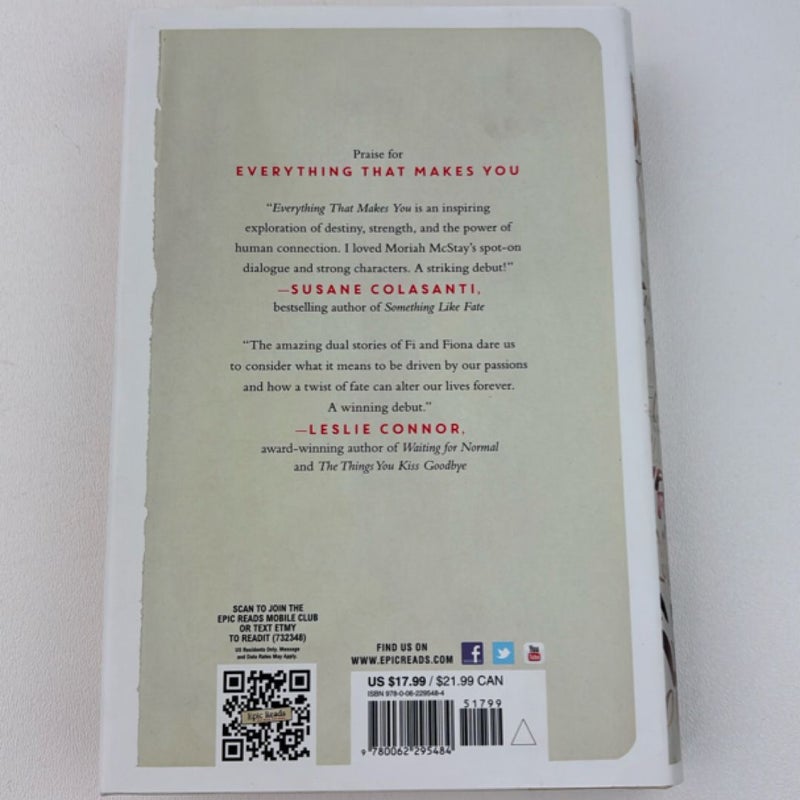 Praise for
EVERYTHING THAT MAKES YOU
“Everything That Makes You is an inspiring
exploration of destiny, strength, and the power of
human connection. I loved Moriah McStay’s spot-on
dialogue and strong characters. A striking debut!”
—SUSANE COLASANTI,
bestselling author of Something Like Fate
“The amazing dual stories of Fi and Fiona dare us
to consider what it means to be driven by our passions
and how a twist of fate can alter our lives forever.
A winning debut.”
—LESLIE CONNOR,
award-winning author of Waiting for Normal
and The Things You Kiss Goodbye
SCAN TO JOIN THE
EPIC READS MOBILE CLUB
OR TEXT ETMY
TO READIT (732348)
US Residents Only. Message
and Data Rates May Apply.
Epic Reads
FIND US ON
WWW.EPICREADS.COM
You
Tube
US $17.99 / $21.99 CAN
ISBN 978-0-06-229548-4
51799
9 780062 295484